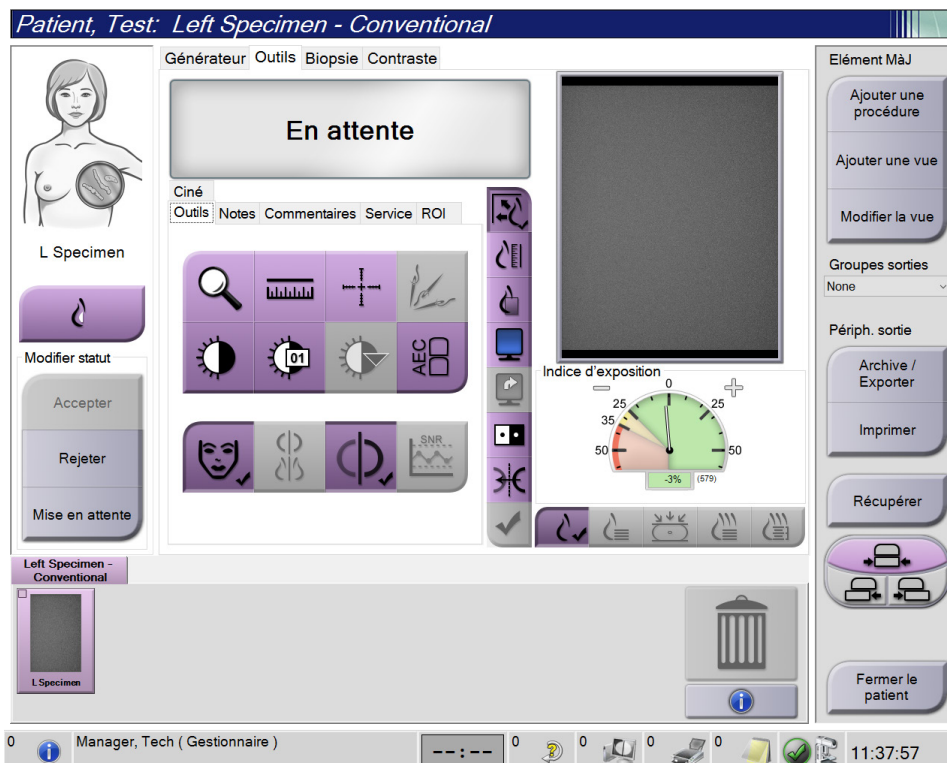 Patient, Test: Left Specimen - Conventional
Générateur Outils Biopsie Contraste
En attente
Ciné
Outils Notes Commentaires Service ROI
01
AEC
SNR
L Specimen
Modifier statut
Accepter
Rejeter
Mise en attente
Indice d'exposition
0
25 25
35
50 50
-3% (579)
Elément MàJ
Ajouter une
procédure
Ajouter une vue
Modifier la vue
Groupes sorties
None
Périph. sortie
Archive /
Exporter
Imprimer
Récupérer
Fermer le
patient
Left Specimen -
Conventional
L Specimen
0 Manager, Tech ( Gestionnaire ) --:-- 0 0 0 0 11:37:57